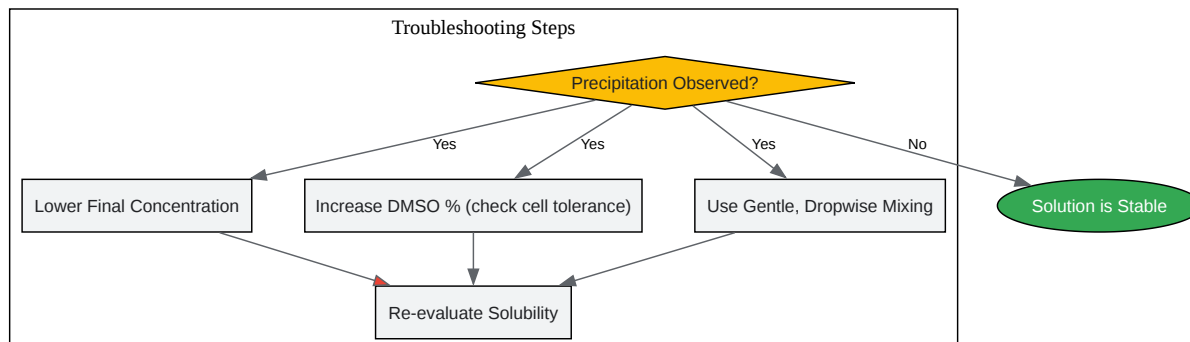 Troubleshooting Steps
Precipitation Observed?
Yes
Yes
Yes
No
Lower Final Concentration
Increase DMSO % (check cell tolerance)
Use Gentle, Dropwise Mixing
Solution is Stable
Re-evaluate Solubility